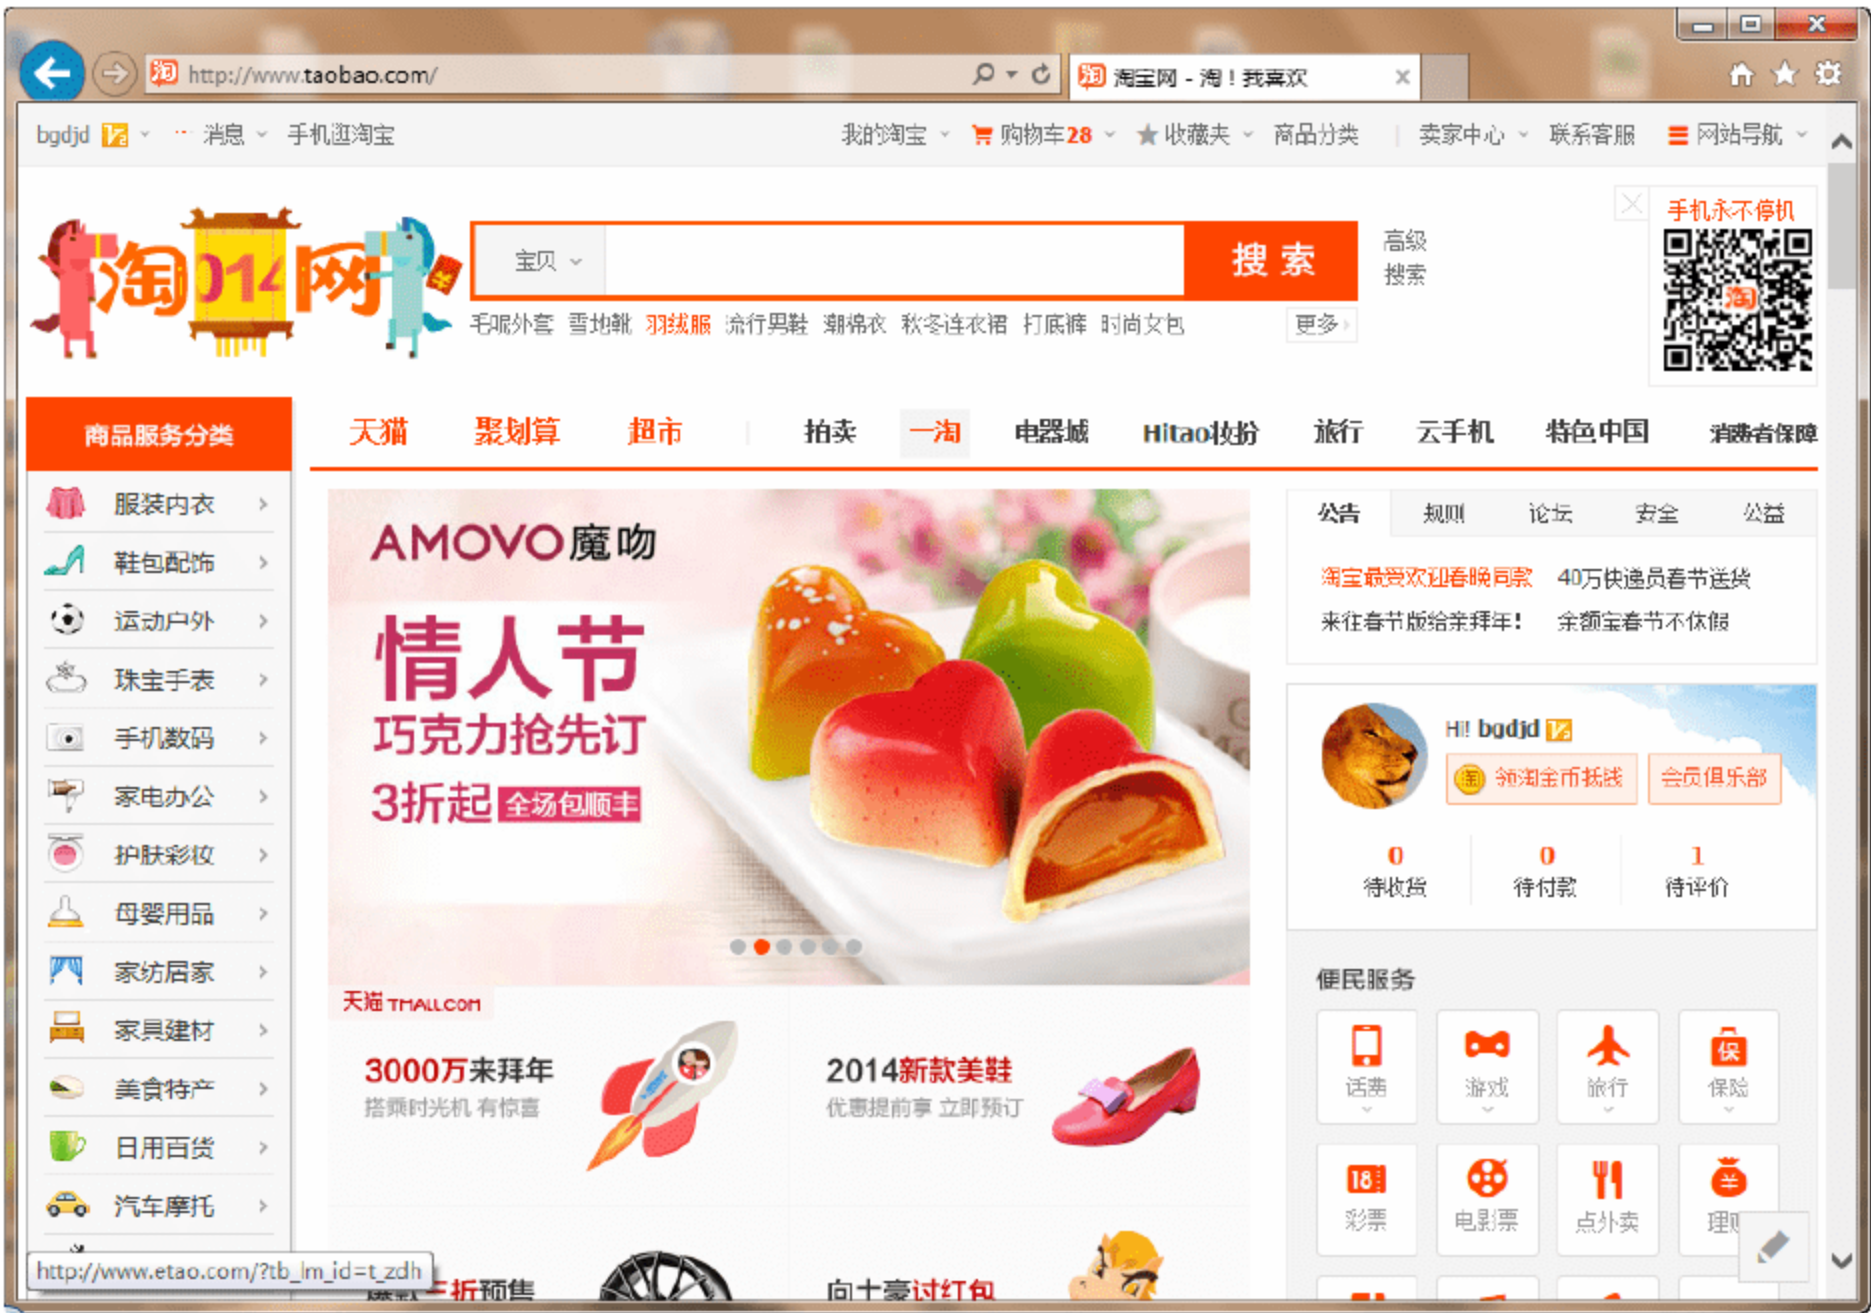 http://www.taobao.com/
淘宝网 - 淘！我喜欢
bgdjd 消息 手机逛淘宝 我的淘宝 购物车28 收藏夹 商品分类 卖家中心 联系客服 网站导航
淘 014 网
宝贝 搜 索
高级
搜索
手机永不停机
淘
毛呢外套 雪地靴 羽绒服 流行男鞋 潮棉衣 秋冬连衣裙 打底裤 时尚女包 更多
商品服务分类
天猫 聚划算 超市 拍卖 一淘 电器城 Hitao妆扮 旅行 云手机 特色中国 消费者保障
服装内衣
鞋包配饰
运动户外
珠宝手表
手机数码
家电办公
护肤彩妆
母婴用品
家纺居家
家具建材
美食特产
日用百货
汽车摩托
http://www.etao.com/?tb_lm_id=t_zdh
AMOVO魔吻
情人节
巧克力抢先订
3折起 全场包顺丰
天猫 TMALL.COM
3000万来拜年
搭乘时光机 有惊喜
2014新款美鞋
优惠提前享 立即预订
折预售
向土豪讨红包
公告 规则 论坛 安全 公益
淘宝最受欢迎春晚同款 40万快递员春节送货
来往春节版给亲拜年！ 余额宝春节不休假
Hi! bgdjd
淘 领淘金币抵钱 会员俱乐部
0 0 1
待收货 待付款 待评价
便民服务
保
话费 游戏 旅行 保险
18
彩票 电影票 点外卖 理